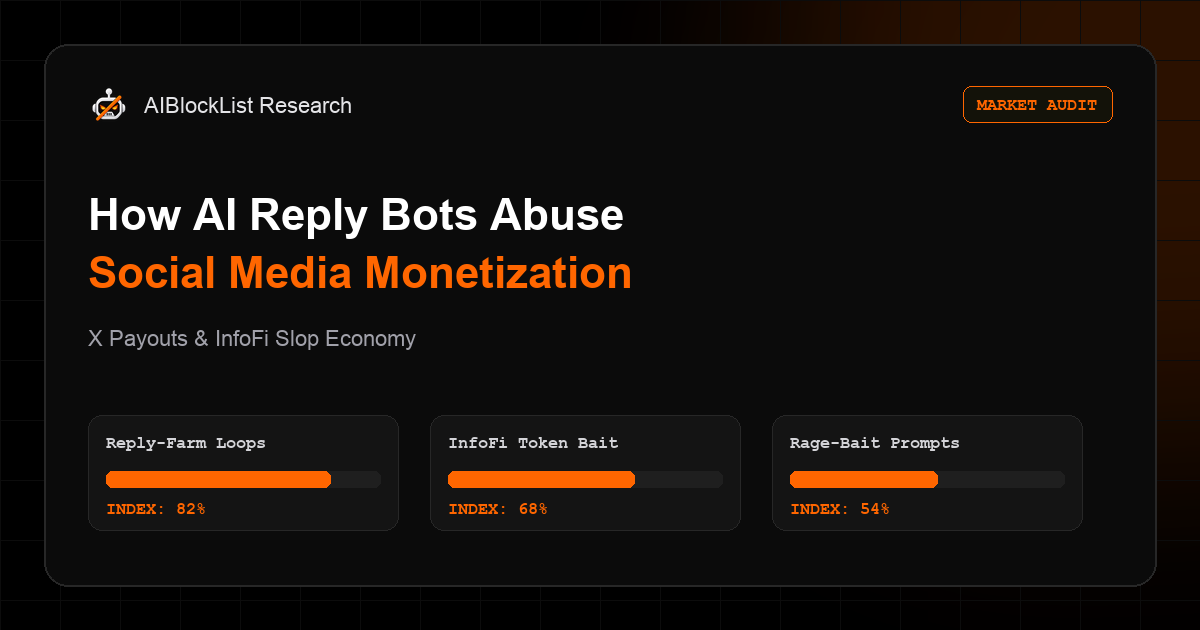 AIBlockList Research
MARKET AUDIT
How AI Reply Bots Abuse
Social Media Monetization
X Payouts & InfoFi Slop Economy
Reply-Farm Loops
INDEX: 82%
InfoFi Token Bait
INDEX: 68%
Rage-Bait Prompts
INDEX: 54%